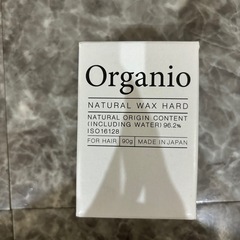 Organio
NATURAL WAX HARD
NATURAL ORIGIN CONTENT
(INCLUDING WATER) 96.2%
ISO16128
FOR HAIR 90g MADE IN JAPAN